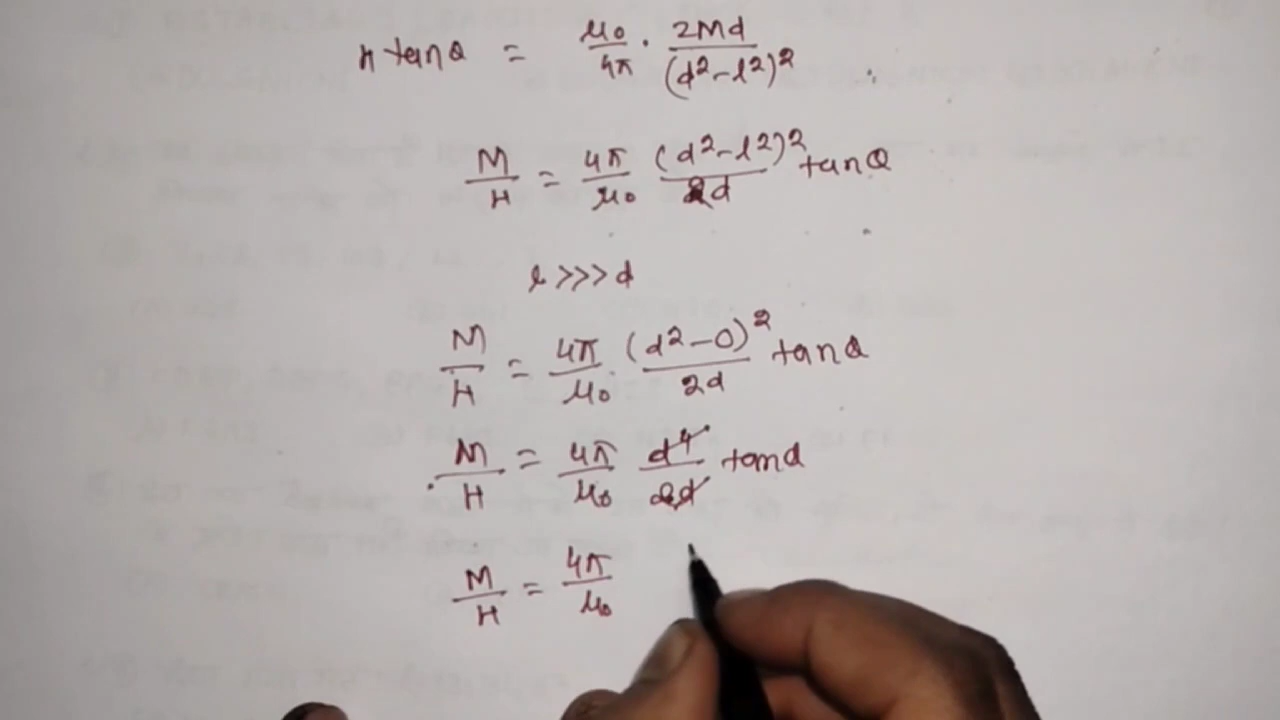 H tanθ = μ₀/4π · 2Md/(d²-l²)²
M/H = 4π/μ₀ (d²-l²)²/2d tanθ
l >>> d
M/H = 4π/μ₀ · (d²-0)²/2d tanθ
M/H = 4π/μ₀ d⁴/2d tanθ
M/H = 4π/μ₀